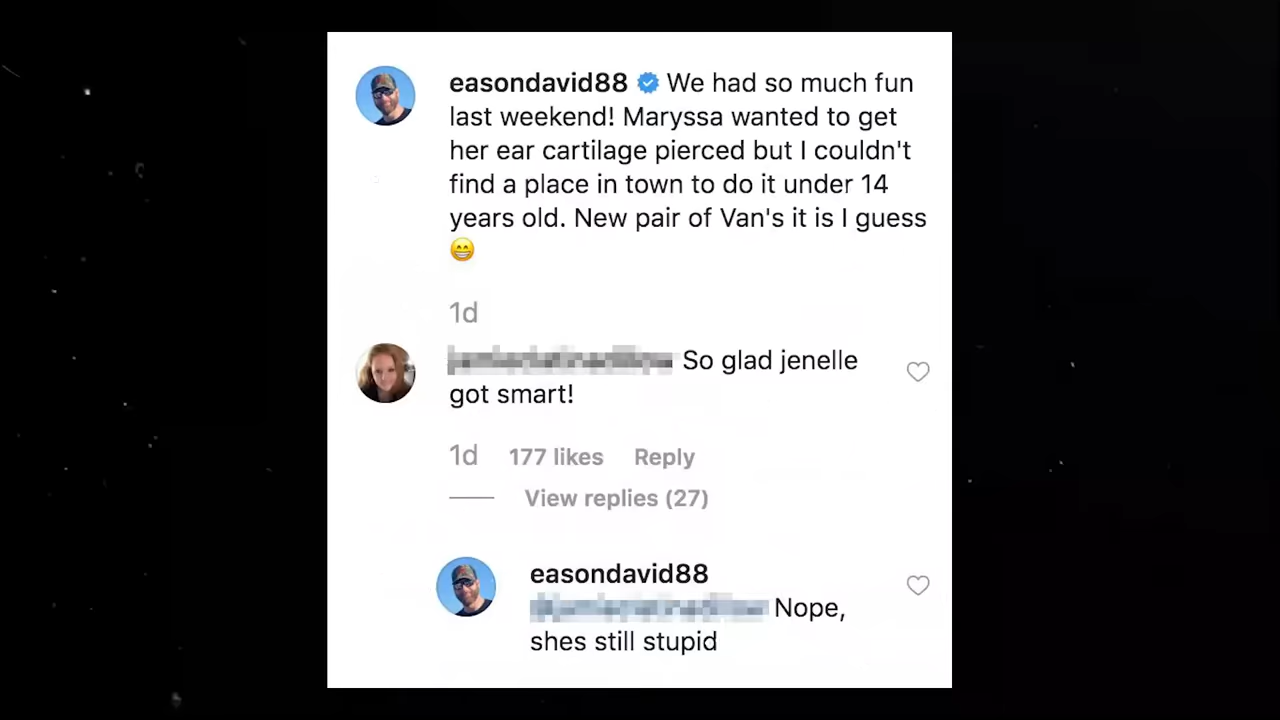 easondavid88 We had so much fun
last weekend! Maryssa wanted to get
her ear cartilage pierced but I couldn't
find a place in town to do it under 14
years old. New pair of Van's it is I guess
😁
1d
So glad jenelle
got smart!
1d 177 likes Reply
View replies (27)
easondavid88
Nope,
shes still stupid